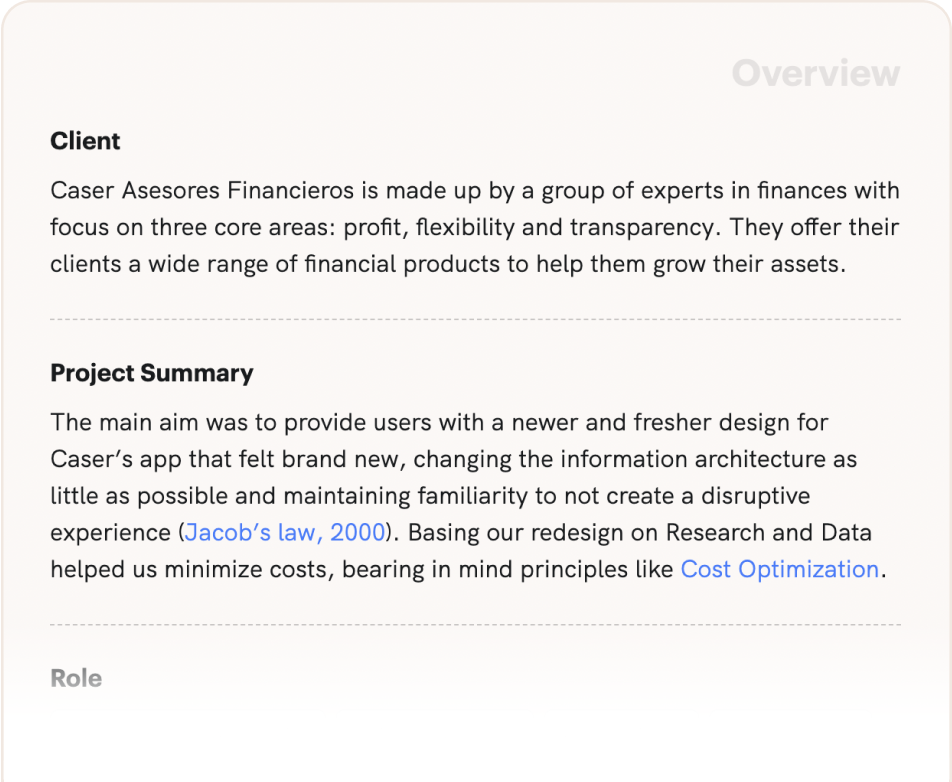 Overview
Client
Caser Asesores Financieros is made up by a group of experts in finances with
focus on three core areas: profit, flexibility and transparency. They offer their
clients a wide range of financial products to help them grow their assets.
Project Summary
The main aim was to provide users with a newer and fresher design for
Caser’s app that felt brand new, changing the information architecture as
little as possible and maintaining familiarity to not create a disruptive
experience (Jacob’s law, 2000). Basing our redesign on Research and Data
helped us minimize costs, bearing in mind principles like Cost Optimization.
Role